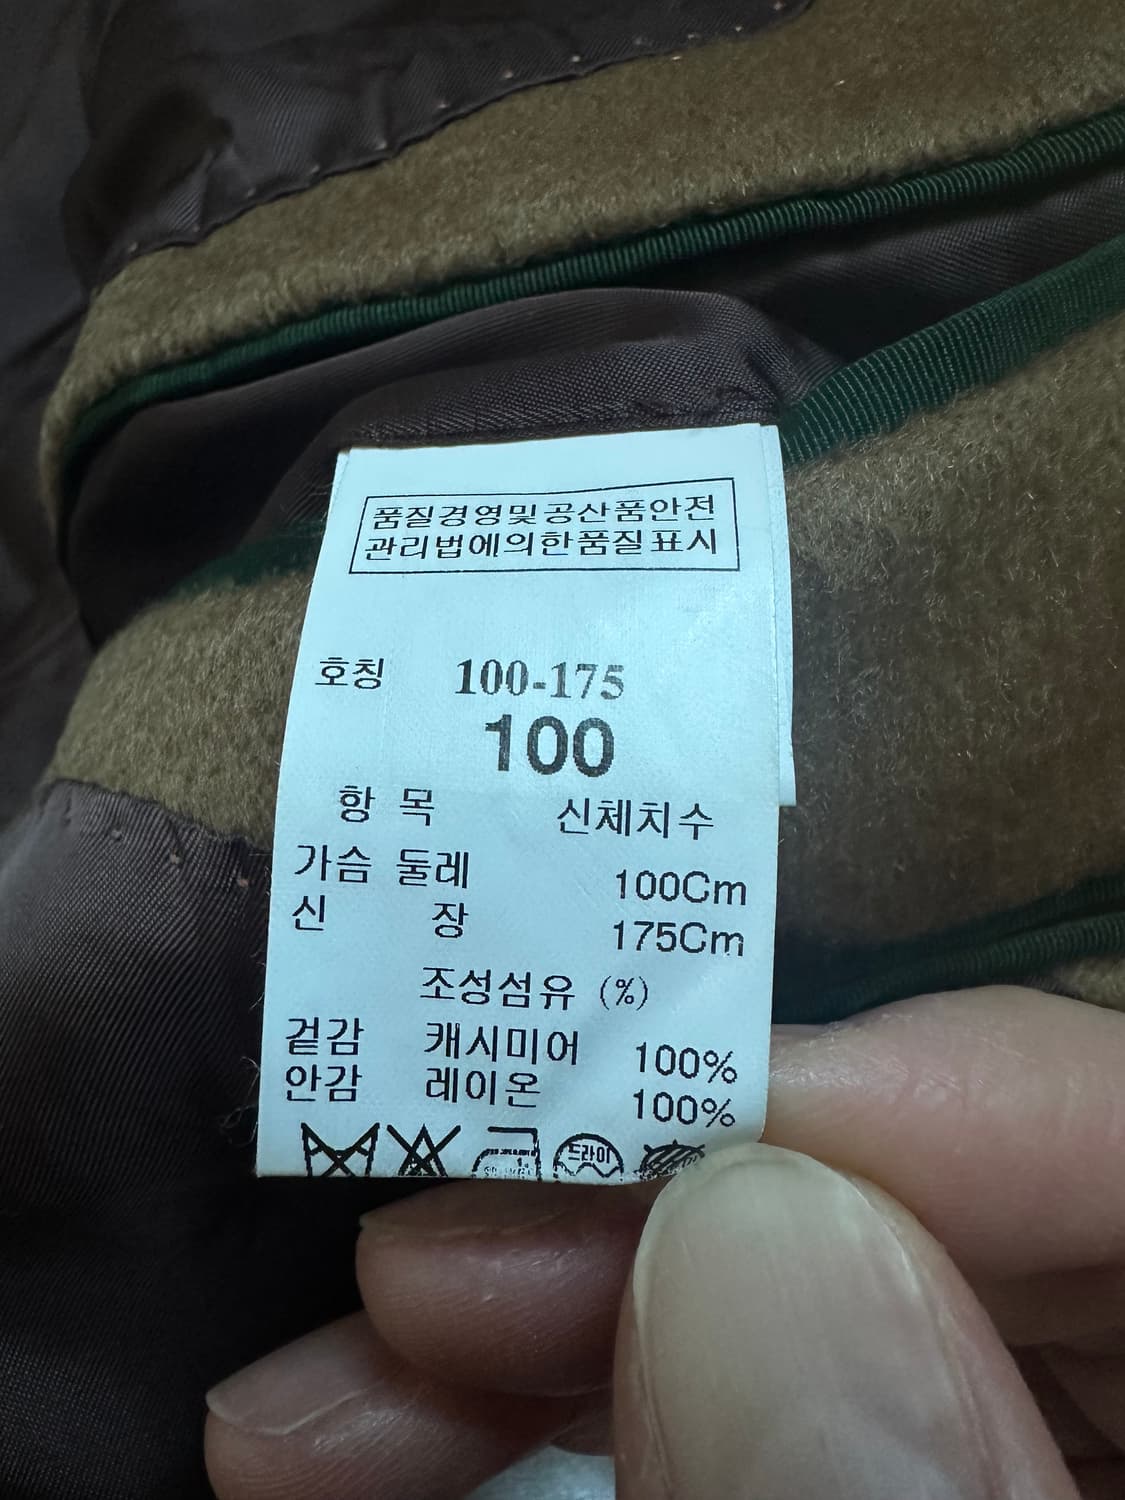 품질경영및공산품안전
관리법에의한품질표시
호칭 100-175
100
항 목 신체치수
가슴 둘레 100Cm
신 장 175Cm
조성섬유 (%)
겉감 캐시미어 100%
안감 레이온 100%
드라이